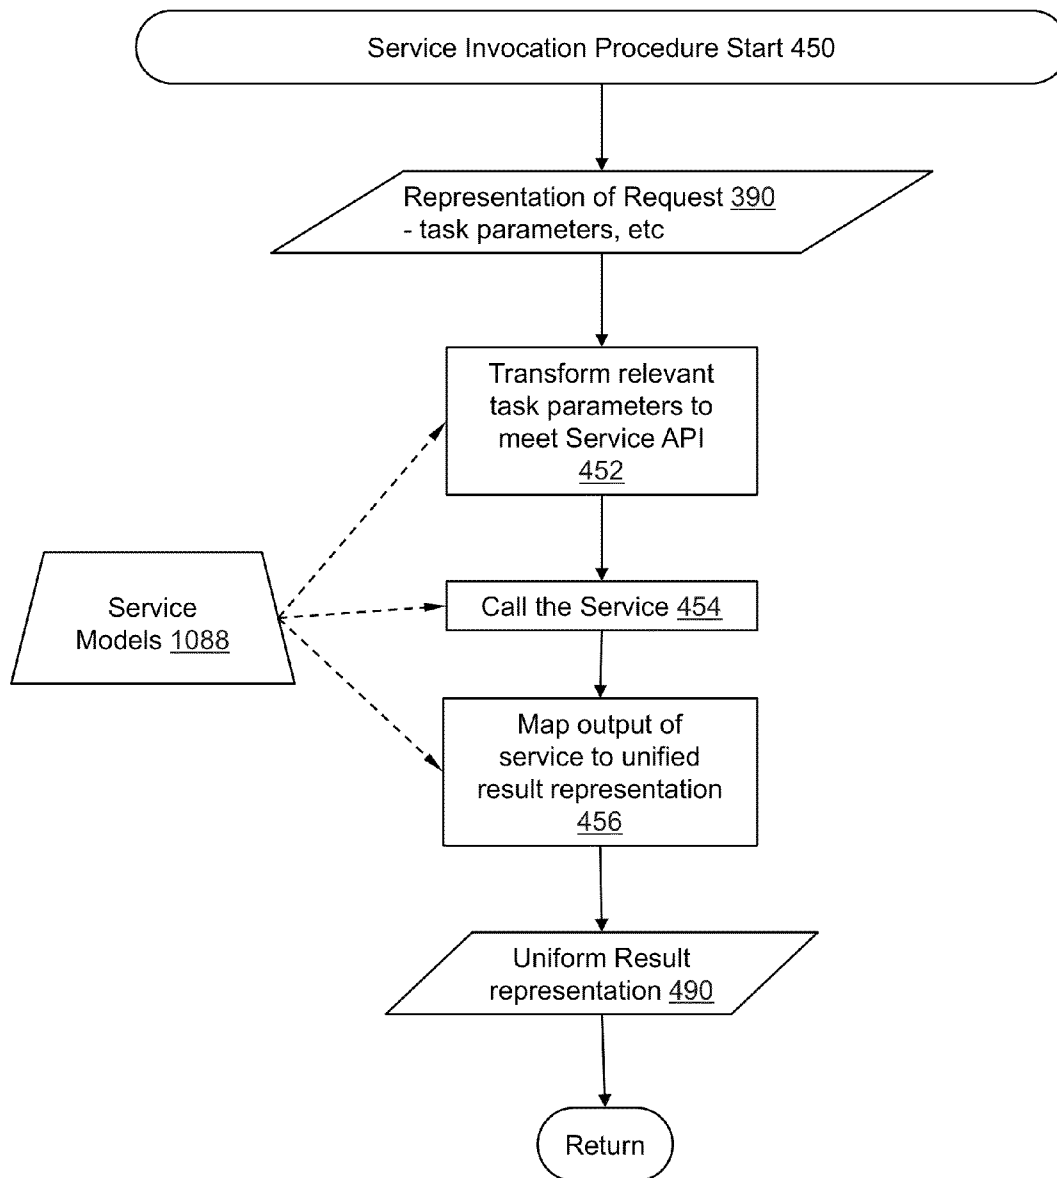 Service Invocation Procedure Start 450
Representation of Request 390
- task parameters, etc
Transform relevant
task parameters to
meet Service API
452
Service
Models 1088
Call the Service 454
Map output of
service to unified
result representation
456
Uniform Result
representation 490
Return